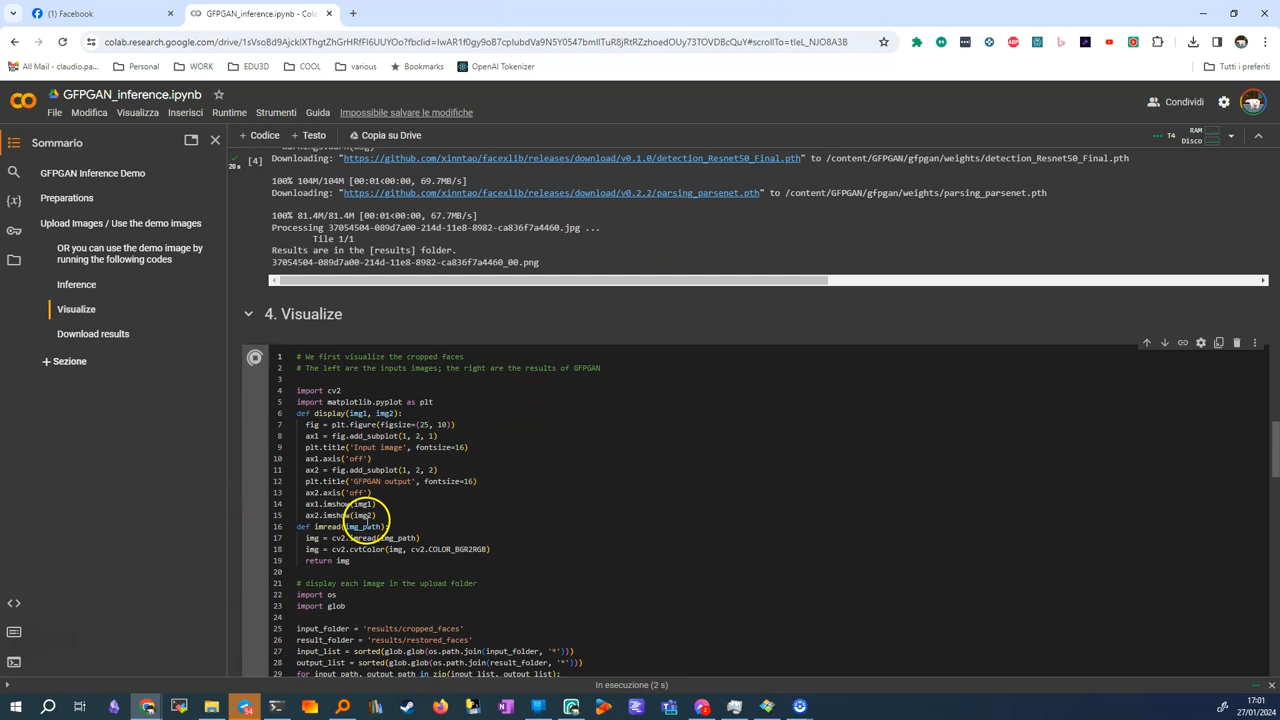 (1) Facebook
GFPGAN_inference.ipynb - Cola
All Mail - claudio.pa...
Personal
WORK
EDU3D
COOL
various
Bookmarks
OpenAI Tokenizer
Tutti i preferiti
GFPGAN_inference.ipynb
Condividi
File Modifica Visualizza Inserisci Runtime Strumenti Guida Impossibile salvare le modifiche
Sommario
+ Codice + Testo Copia su Drive
T4 RAM
Disco
GFPGAN Inference Demo
Preparations
Upload Images / Use the demo images
OR you can use the demo image by
running the following codes
Inference
Visualize
Download results
+ Sezione
20 s
[4]
Downloading: "https://github.com/xinntao/facexlib/releases/download/v0.1.0/detection_Resnet50_Final.pth" to /content/GFPGAN/gfpgan/weights/detection_Resnet50_Final.pth
100% 104M/104M [00:01<00:00, 69.7MB/s]
Downloading: "https://github.com/xinntao/facexlib/releases/download/v0.2.2/parsing_parsenet.pth" to /content/GFPGAN/gfpgan/weights/parsing_parsenet.pth
100% 81.4M/81.4M [00:01<00:00, 67.7MB/s]
Processing 37054504-089d7a00-214d-11e8-8982-ca836f7a4460.jpg ...
Tile 1/1
Results are in the [results] folder.
37054504-089d7a00-214d-11e8-8982-ca836f7a4460_00.png
4. Visualize
1 # We first visualize the cropped faces
2 # The left are the inputs images; the right are the results of GFPGAN
3
4 import cv2
5 import matplotlib.pyplot as plt
6 def display(img1, img2):
7 fig = plt.figure(figsize=(25, 10))
8 ax1 = fig.add_subplot(1, 2, 1)
9 plt.title('Input image', fontsize=16)
10 ax1.axis('off')
11 ax2 = fig.add_subplot(1, 2, 2)
12 plt.title('GFPGAN output', fontsize=16)
13 ax2.axis('off')
14 ax1.imshow(img1)
15 ax2.imshow(img2)
16 def imread(img_path):
17 img = cv2.imread(img_path)
18 img = cv2.cvtColor(img, cv2.COLOR_BGR2RGB)
19 return img
20
21 # display each image in the upload folder
22 import os
23 import glob
24
25 input_folder = 'results/cropped_faces'
26 result_folder = 'results/restored_faces'
27 input_list = sorted(glob.glob(os.path.join(input_folder, '*')))
28 output_list = sorted(glob.glob(os.path.join(result_folder, '*')))
29 for input_path, output_path in zip(input_list, output_list):
In esecuzione (2 s)
17:01
27/01/2024